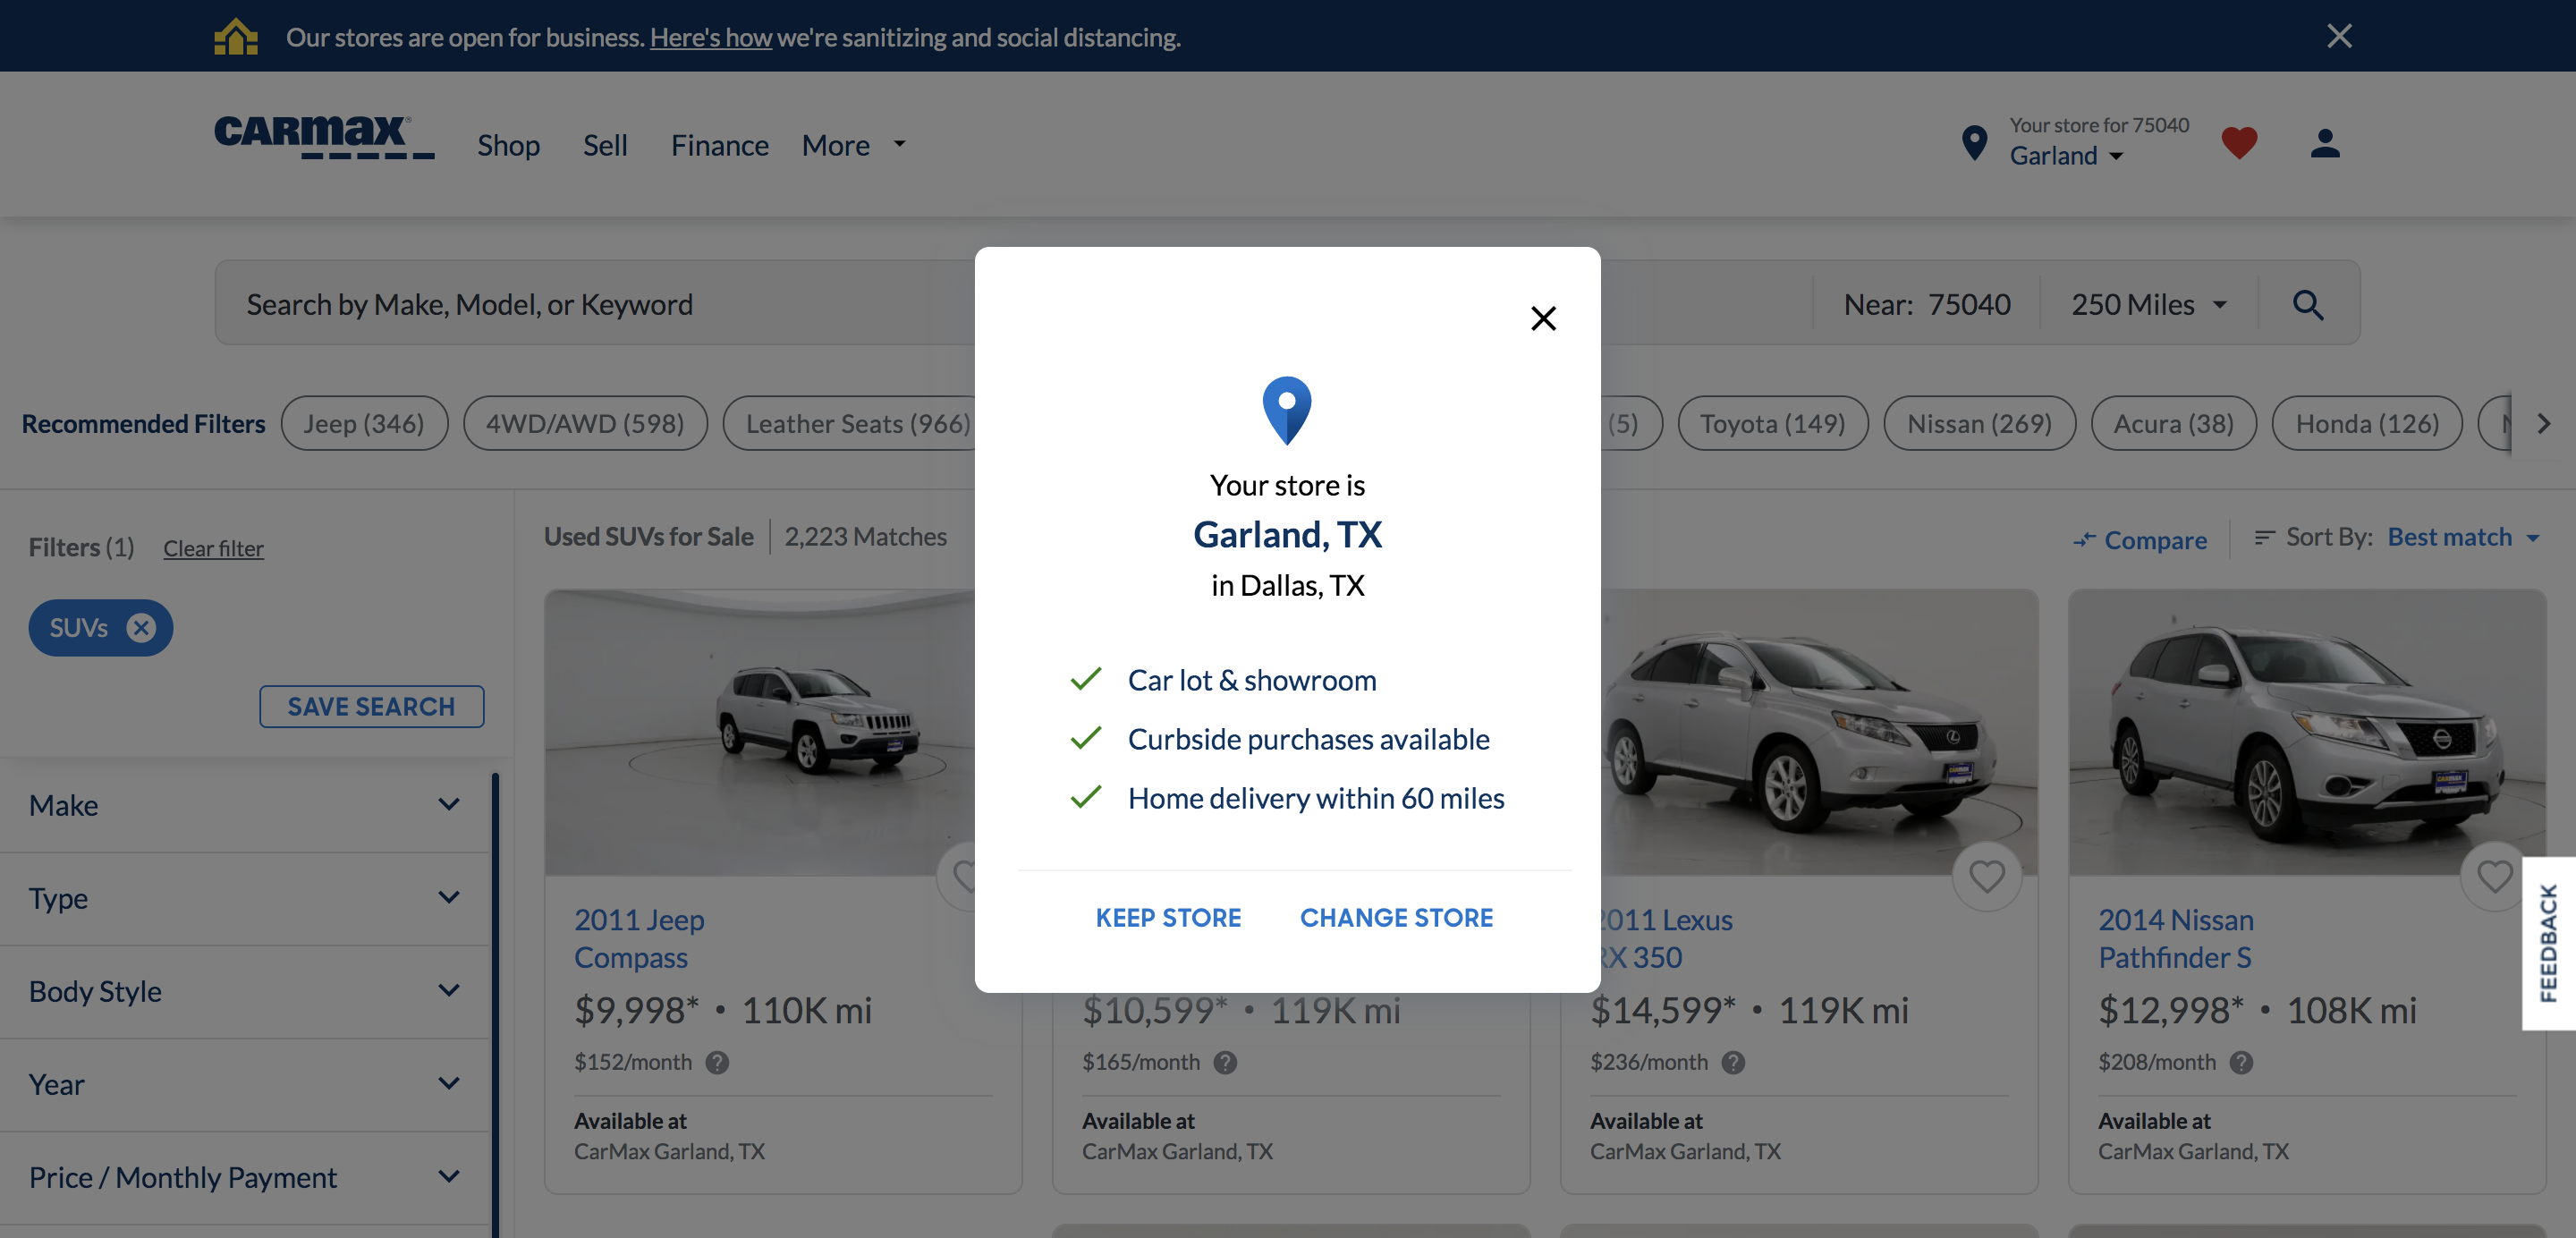 Our stores are open for business. Here's how we're sanitizing and social distancing.
CARMAX
Shop
Sell
Finance
More
Your store for 75040
Garland
Search by Make, Model, or Keyword
Near: 75040
250 Miles
Recommended Filters
Jeep (346)
4WD/AWD (598)
Leather Seats (966)
(5)
Toyota (149)
Nissan (269)
Acura (38)
Honda (126)
Filters (1)
Clear filter
SUVs
SAVE SEARCH
Make
Type
Body Style
Year
Price / Monthly Payment
Used SUVs for Sale
2,223 Matches
Compare
Sort By: Best match
Your store is
Garland, TX
in Dallas, TX
Car lot & showroom
Curbside purchases available
Home delivery within 60 miles
KEEP STORE
CHANGE STORE
2011 Jeep
Compass
$9,998* • 110K mi
$152/month
Available at
CarMax Garland, TX
$10,599* • 119K mi
$165/month
Available at
CarMax Garland, TX
2011 Lexus
RX 350
$14,599* • 119K mi
$236/month
Available at
CarMax Garland, TX
2014 Nissan
Pathfinder S
$12,998* • 108K mi
$208/month
Available at
CarMax Garland, TX
FEEDBACK